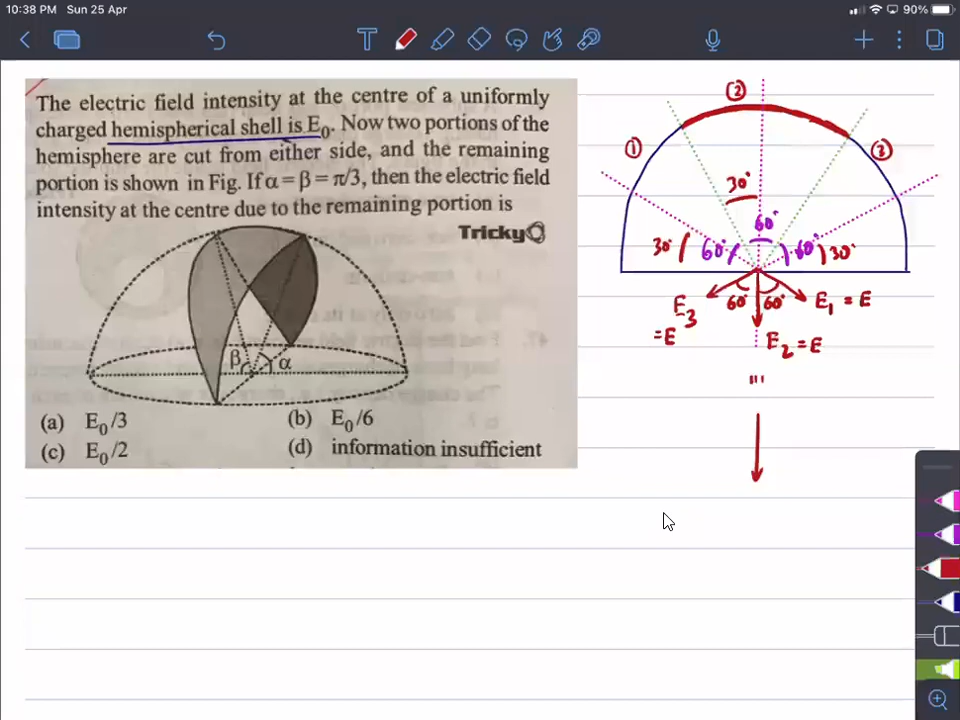 10:38 PM Sun 25 Apr
90%
T
The electric field intensity at the centre of a uniformly
charged hemispherical shell is E₀. Now two portions of the
hemisphere are cut from either side, and the remaining
portion is shown in Fig. If α = β = π/3, then the electric field
intensity at the centre due to the remaining portion is
Tricky
β α
(a) E₀/3 (b) E₀/6
(c) E₀/2 (d) information insufficient
②
① ③
30°
60°
30° 60° 60° 30°
60° 60°
E₃ = E
E₁ = E
E₂ = E